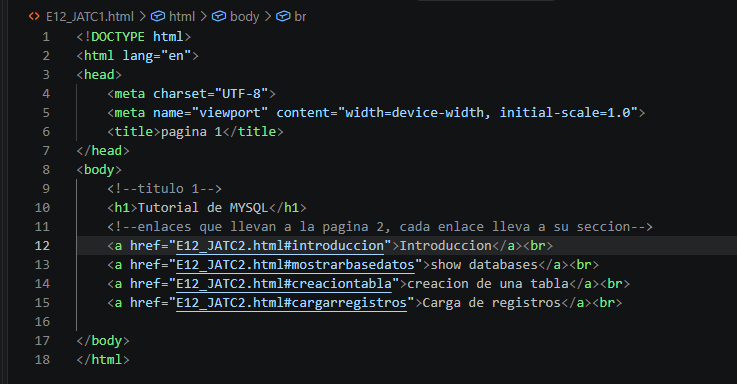 E12_JATC1.html > html > body > br
1 <!DOCTYPE html>
2 <html lang="en">
3 <head>
4 <meta charset="UTF-8">
5 <meta name="viewport" content="width=device-width, initial-scale=1.0">
6 <title>pagina 1</title>
7 </head>
8 <body>
9 <!--titulo 1-->
10 <h1>Tutorial de MYSQL</h1>
11 <!--enlaces que llevan a la pagina 2, cada enlace lleva a su seccion-->
12 <a href="E12_JATC2.html#introduccion">Introduccion</a><br>
13 <a href="E12_JATC2.html#mostrarbasedatos">show databases</a><br>
14 <a href="E12_JATC2.html#creaciontabla">creacion de una tabla</a><br>
15 <a href="E12_JATC2.html#cargarregistros">Carga de registros</a><br>
16
17 </body>
18 </html>